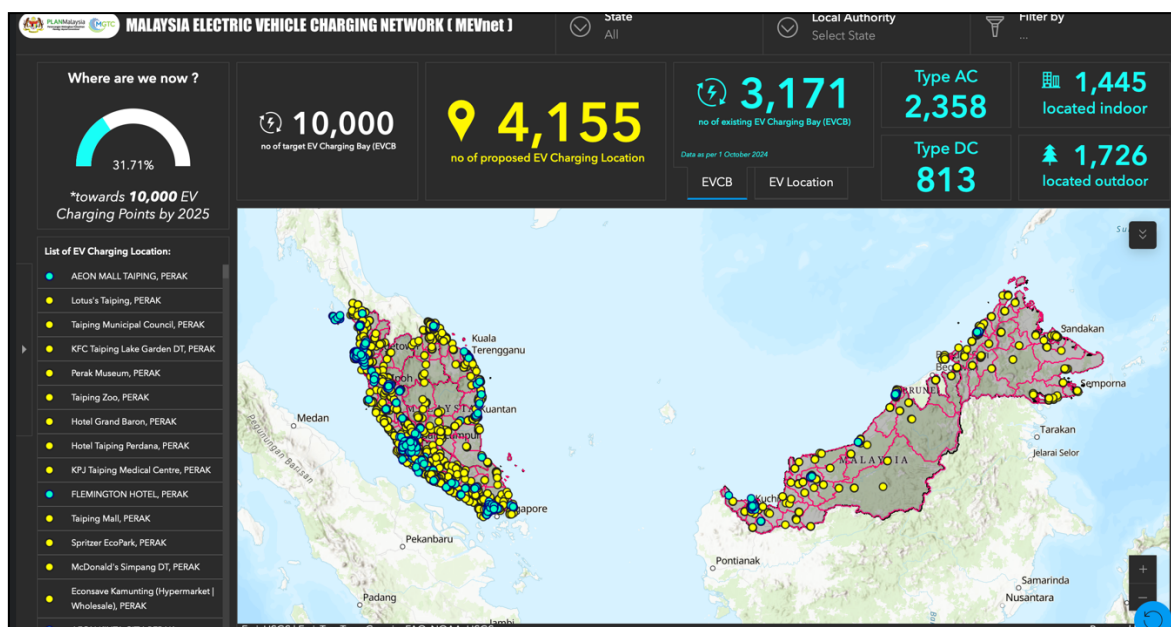 PLANMalaysia
MGTC
MALAYSIA ELECTRIC VEHICLE CHARGING NETWORK ( MEVnet )
State
All
Local Authority
Select State
Filter by
...
Where are we now ?
31.71%
*towards 10,000 EV
Charging Points by 2025
10,000
no of target EV Charging Bay (EVCB
4,155
no of proposed EV Charging Location
3,171
no of existing EV Charging Bay (EVCB)
Data as per 1 October 2024
EVCB
EV Location
Type AC
2,358
Type DC
813
1,445
located indoor
1,726
located outdoor
List of EV Charging Location:
AEON MALL TAIPING, PERAK
Lotus's Taiping, PERAK
Taiping Municipal Council, PERAK
KFC Taiping Lake Garden DT, PERAK
Perak Museum, PERAK
Taiping Zoo, PERAK
Hotel Grand Baron, PERAK
Hotel Taiping Perdana, PERAK
KPJ Taiping Medical Centre, PERAK
FLEMINGTON HOTEL, PERAK
Taiping Mall, PERAK
Spritzer EcoPark, PERAK
McDonald's Simpang DT, PERAK
Econsave Kamunting (Hypermarket |
Wholesale), PERAK
Kuala
Terengganu
Kuantan
Medan
Pegunungan Barisan
Pekanbaru
Padang
Jambi
Sandakan
Semporna
Tarakan
Jelarai Selor
MALAYSIA
Pontianak
Samarinda
Nusantara
+
−